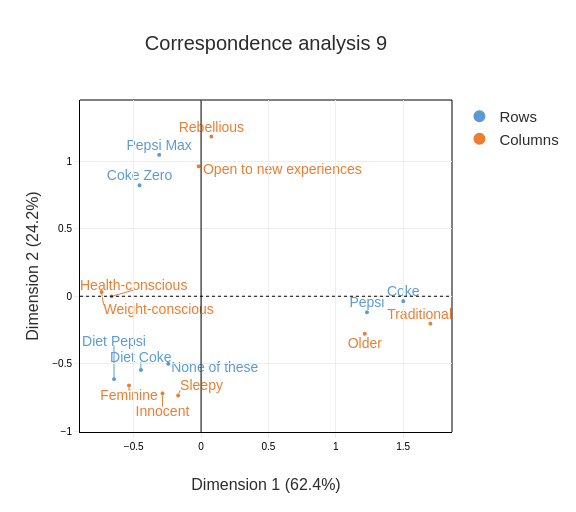 Correspondence analysis 9
Rows
Columns
Rebellious
Pepsi Max
Open to new experiences
Coke Zero
Health-conscious
Weight-conscious
Coke
Pepsi
Traditional
Older
Diet Pepsi
Diet Coke
None of these
Sleepy
Feminine
Innocent
1
0.5
0
−0.5
−1
−0.5
0
0.5
1
1.5
Dimension 2 (24.2%)
Dimension 1 (62.4%)